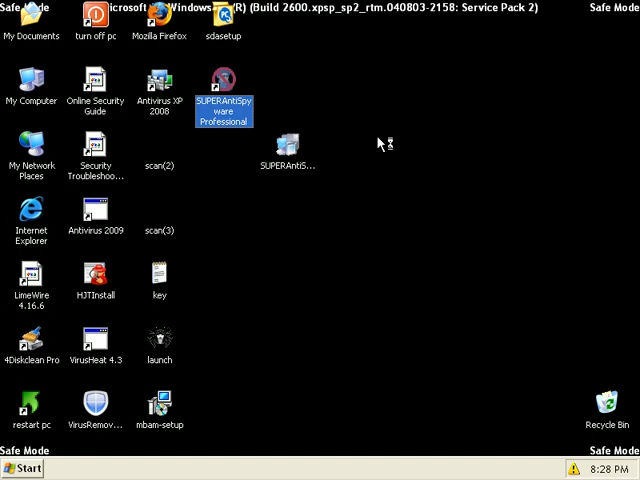 Safe Mode
Microsoft Windows (R) (Build 2600.xpsp_sp2_rtm.040803-2158: Service Pack 2)
Safe Mode
My Documents
turn off pc
Mozilla Firefox
sdasetup
My Computer
Online Security
Guide
Antivirus XP
2008
SUPERAntiSpy
ware
Professional
My Network
Places
Security
Troubleshoo...
scan(2)
SUPERAntiS...
Internet
Explorer
Antivirus 2009
scan(3)
LimeWire
4.16.6
HJTInstall
key
4Diskclean Pro
VirusHeat 4.3
launch
restart pc
VirusRemov...
mbam-setup
Recycle Bin
Safe Mode
Safe Mode
Start
8:28 PM